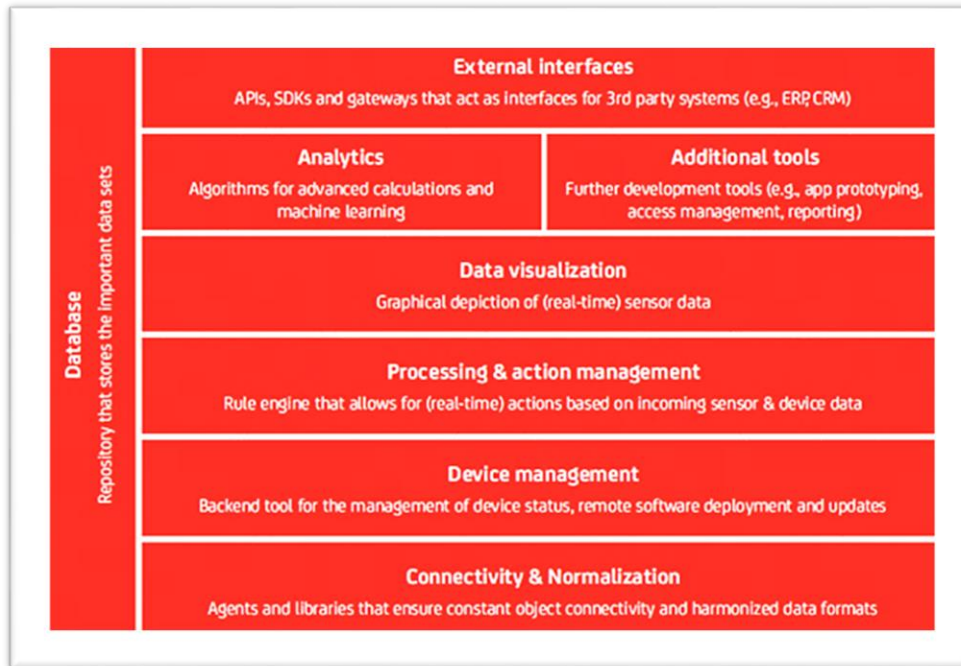 Database
Repository that stores the important data sets
External interfaces
APIs, SDKs and gateways that act as interfaces for 3rd party systems (e.g., ERP, CRM)
Analytics
Algorithms for advanced calculations and
machine learning
Additional tools
Further development tools (e.g., app prototyping,
access management, reporting)
Data visualization
Graphical depiction of (real-time) sensor data
Processing & action management
Rule engine that allows for (real-time) actions based on incoming sensor & device data
Device management
Backend tool for the management of device status, remote software deployment and updates
Connectivity & Normalization
Agents and libraries that ensure constant object connectivity and harmonized data formats